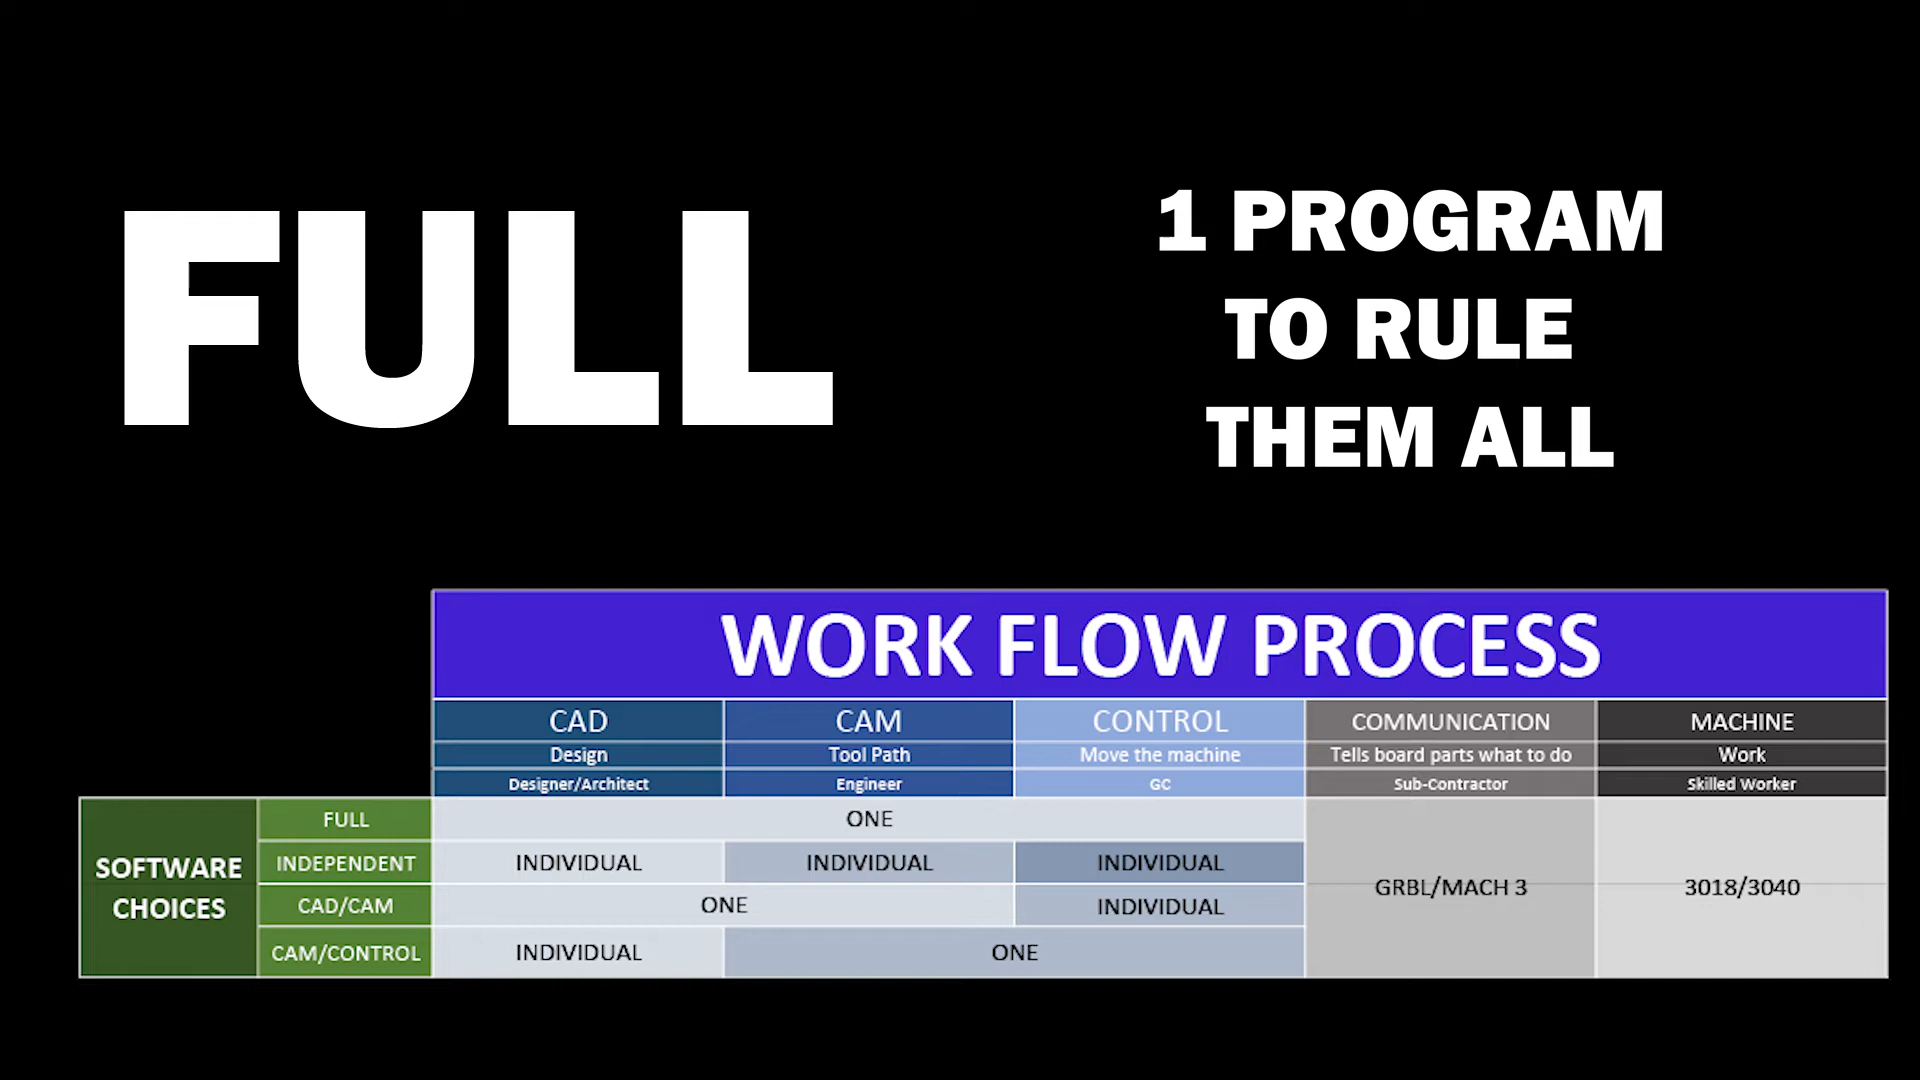 FULL
1 PROGRAM
TO RULE
THEM ALL
WORK FLOW PROCESS
CAD CAM CONTROL COMMUNICATION MACHINE
Design Tool Path Move the machine Tells board parts what to do Work
Designer/Architect Engineer GC Sub-Contractor Skilled Worker
SOFTWARE CHOICES
FULL ONE
INDEPENDENT INDIVIDUAL INDIVIDUAL INDIVIDUAL
CAD/CAM ONE INDIVIDUAL
CAM/CONTROL INDIVIDUAL ONE
GRBL/MACH 3 3018/3040